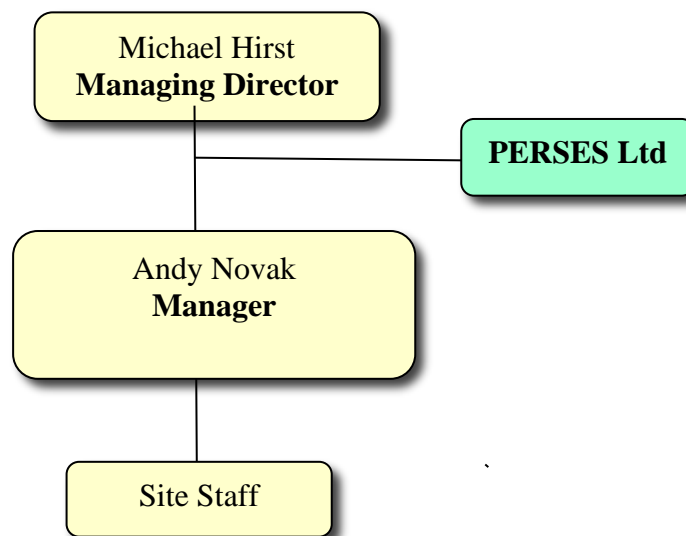 Michael Hirst
Managing Director
PERSES Ltd
Andy Novak
Manager
Site Staff